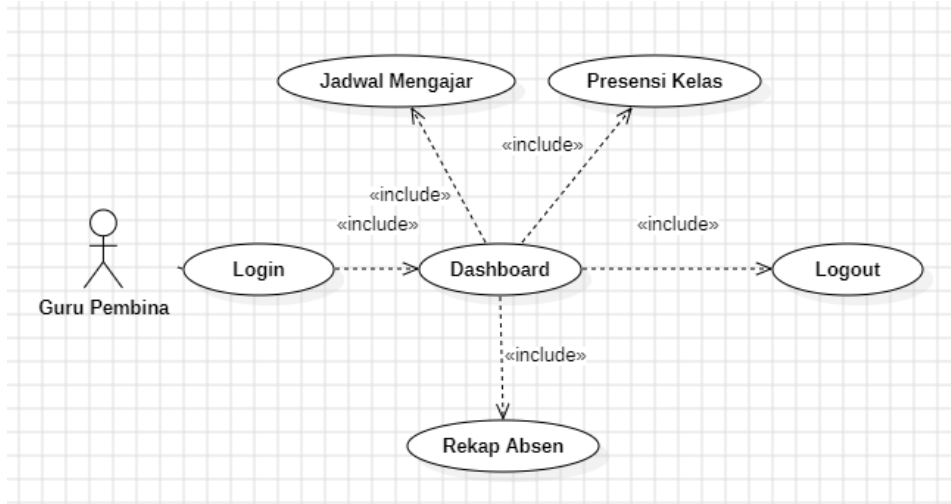 Jadwal Mengajar
Presensi Kelas
«include»
«include»
«include»
«include»
Login
Dashboard
Logout
Guru Pembina
«include»
Rekap Absen